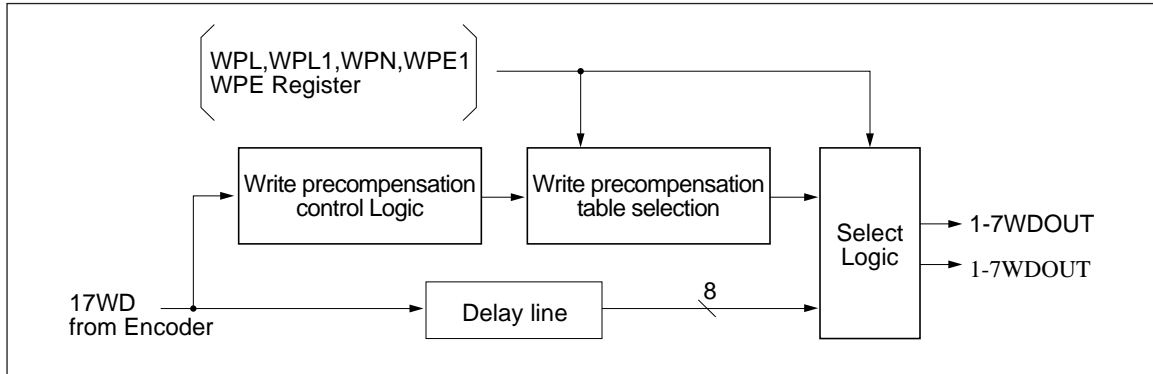 WPL,WPL1,WPN,WPE1
WPE Register
Write precompensation
control Logic
Write precompensation
table selection
Select
Logic
1-7WDOUT
1-7WDOUT
17WD
from Encoder
Delay line
8